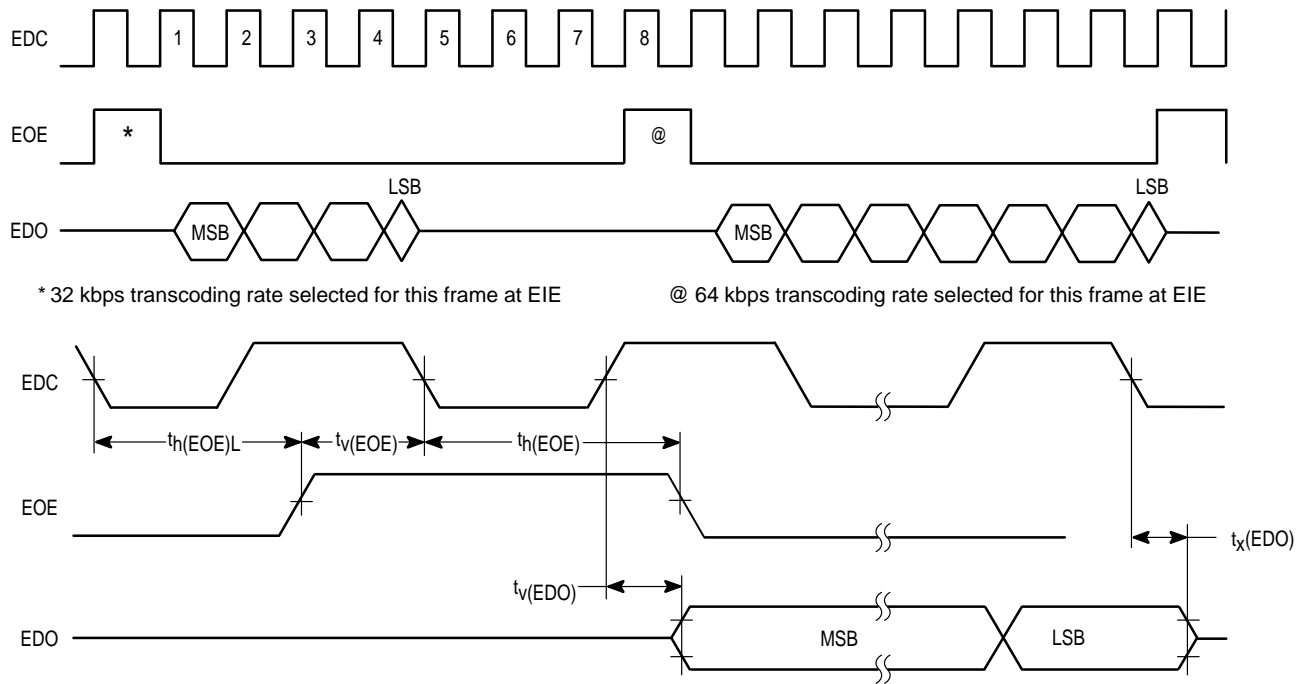 EDC 1 2 3 4 5 6 7 8
EOE * @
LSB LSB
EDO MSB MSB
* 32 kbps transcoding rate selected for this frame at EIE @ 64 kbps transcoding rate selected for this frame at EIE
EDC
th(EOE)L tv(EOE) th(EOE)
EOE
tx(EDO)
tv(EDO)
EDO MSB LSB